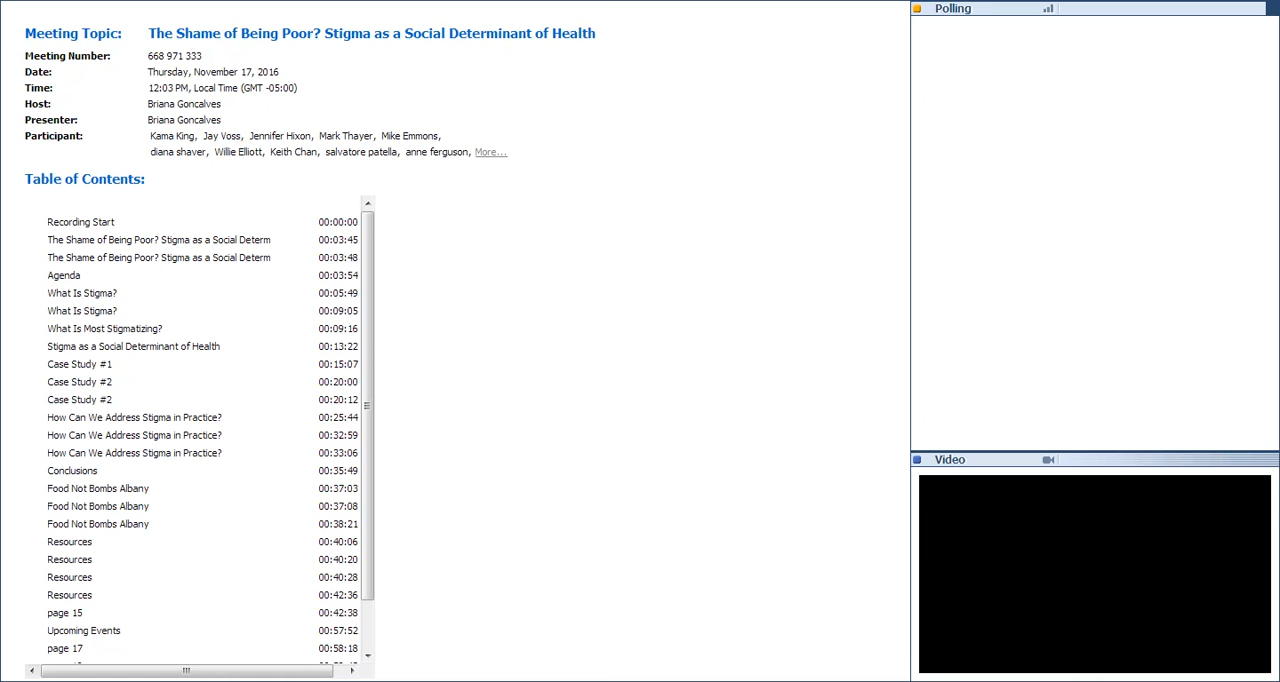 Meeting Topic: The Shame of Being Poor? Stigma as a Social Determinant of Health
Meeting Number: 668 971 333
Date: Thursday, November 17, 2016
Time: 12:03 PM, Local Time (GMT -05:00)
Host: Briana Goncalves
Presenter: Briana Goncalves
Participant: Kama King, Jay Voss, Jennifer Hixon, Mark Thayer, Mike Emmons,
diana shaver, Willie Elliott, Keith Chan, salvatore patella, anne ferguson, More...
Table of Contents:
Recording Start 00:00:00
The Shame of Being Poor? Stigma as a Social Determ 00:03:45
The Shame of Being Poor? Stigma as a Social Determ 00:03:48
Agenda 00:03:54
What Is Stigma? 00:05:49
What Is Stigma? 00:09:05
What Is Most Stigmatizing? 00:09:16
Stigma as a Social Determinant of Health 00:13:22
Case Study #1 00:15:07
Case Study #2 00:20:00
Case Study #2 00:20:12
How Can We Address Stigma in Practice? 00:25:44
How Can We Address Stigma in Practice? 00:32:59
How Can We Address Stigma in Practice? 00:33:06
Conclusions 00:35:49
Food Not Bombs Albany 00:37:03
Food Not Bombs Albany 00:37:08
Food Not Bombs Albany 00:38:21
Resources 00:40:06
Resources 00:40:20
Resources 00:40:28
Resources 00:42:36
page 15 00:42:38
Upcoming Events 00:57:52
page 17 00:58:18
Polling
Video